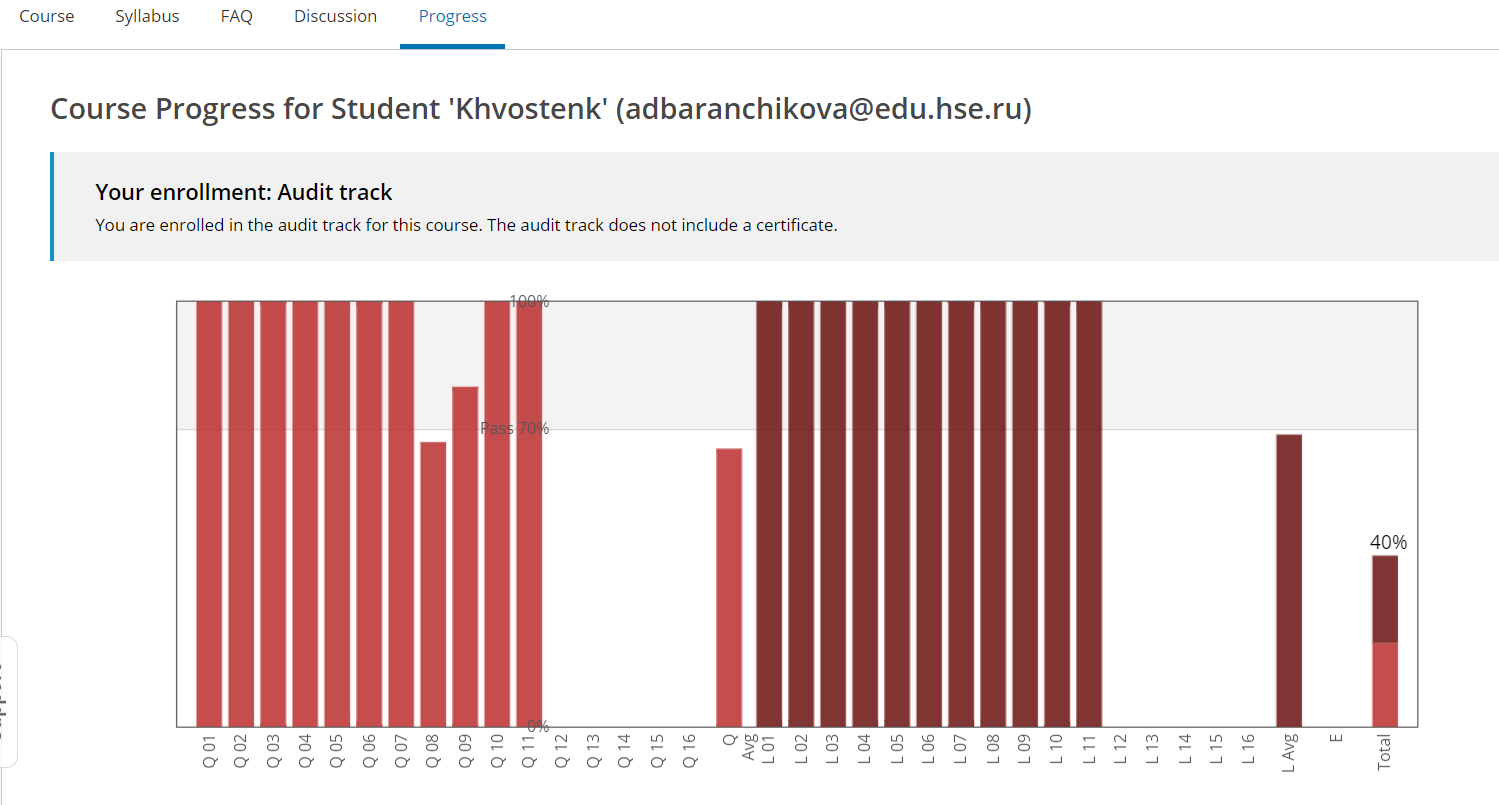 Course Syllabus FAQ Discussion Progress
Course Progress for Student 'Khvostenk' (adbaranchikova@edu.hse.ru)
Your enrollment: Audit track
You are enrolled in the audit track for this course. The audit track does not include a certificate.
100%
Pass 70%
40%
0%
Q 01
Q 02
Q 03
Q 04
Q 05
Q 06
Q 07
Q 08
Q 09
Q 10
Q 11
Q 12
Q 13
Q 14
Q 15
Q 16
Q
Avg
L 01
L 02
L 03
L 04
L 05
L 06
L 07
L 08
L 09
L 10
L 11
L 12
L 13
L 14
L 15
L 16
L Avg
E
Total